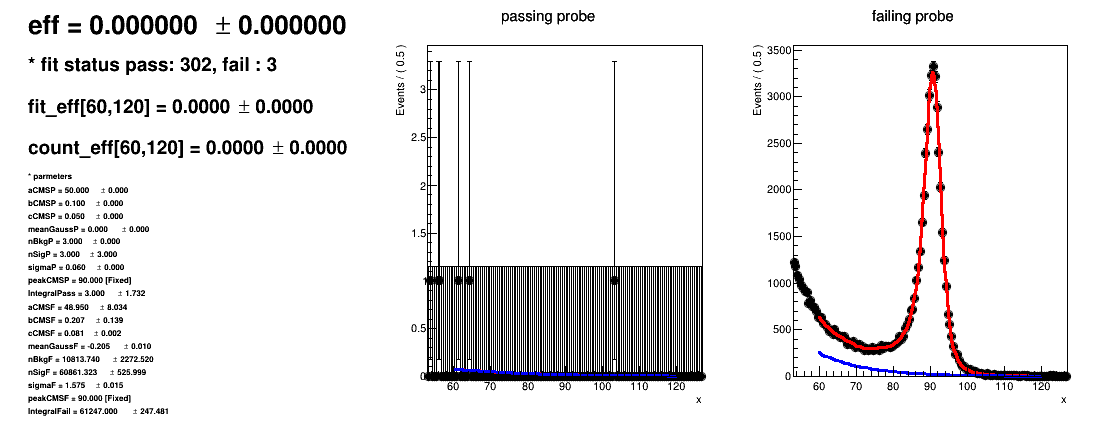 eff = 0.000000 ± 0.000000
* fit status pass: 302, fail : 3
fit_eff[60,120] = 0.0000 ± 0.0000
count_eff[60,120] = 0.0000 ± 0.0000
* parmeters
aCMSP = 50.000 ± 0.000
bCMSP = 0.100 ± 0.000
cCMSP = 0.050 ± 0.000
meanGaussP = 0.000 ± 0.000
nBkgP = 3.000 ± 0.000
nSigP = 3.000 ± 3.000
sigmaP = 0.060 ± 0.000
peakCMSP = 90.000 [Fixed]
IntegralPass = 3.000 ± 1.732
aCMSF = 48.950 ± 8.034
bCMSF = 0.207 ± 0.139
cCMSF = 0.081 ± 0.002
meanGaussF = -0.205 ± 0.010
nBkgF = 10813.740 ± 2272.520
nSigF = 60861.323 ± 525.999
sigmaF = 1.575 ± 0.015
peakCMSF = 90.000 [Fixed]
IntegralFail = 61247.000 ± 247.481
passing probe
Events / ( 0.5 )
3
2.5
2
1.5
1
0.5
0
60 70 80 90 100 110 120
x
failing probe
Events / ( 0.5 )
3500
3000
2500
2000
1500
1000
500
0
60 70 80 90 100 110 120
x